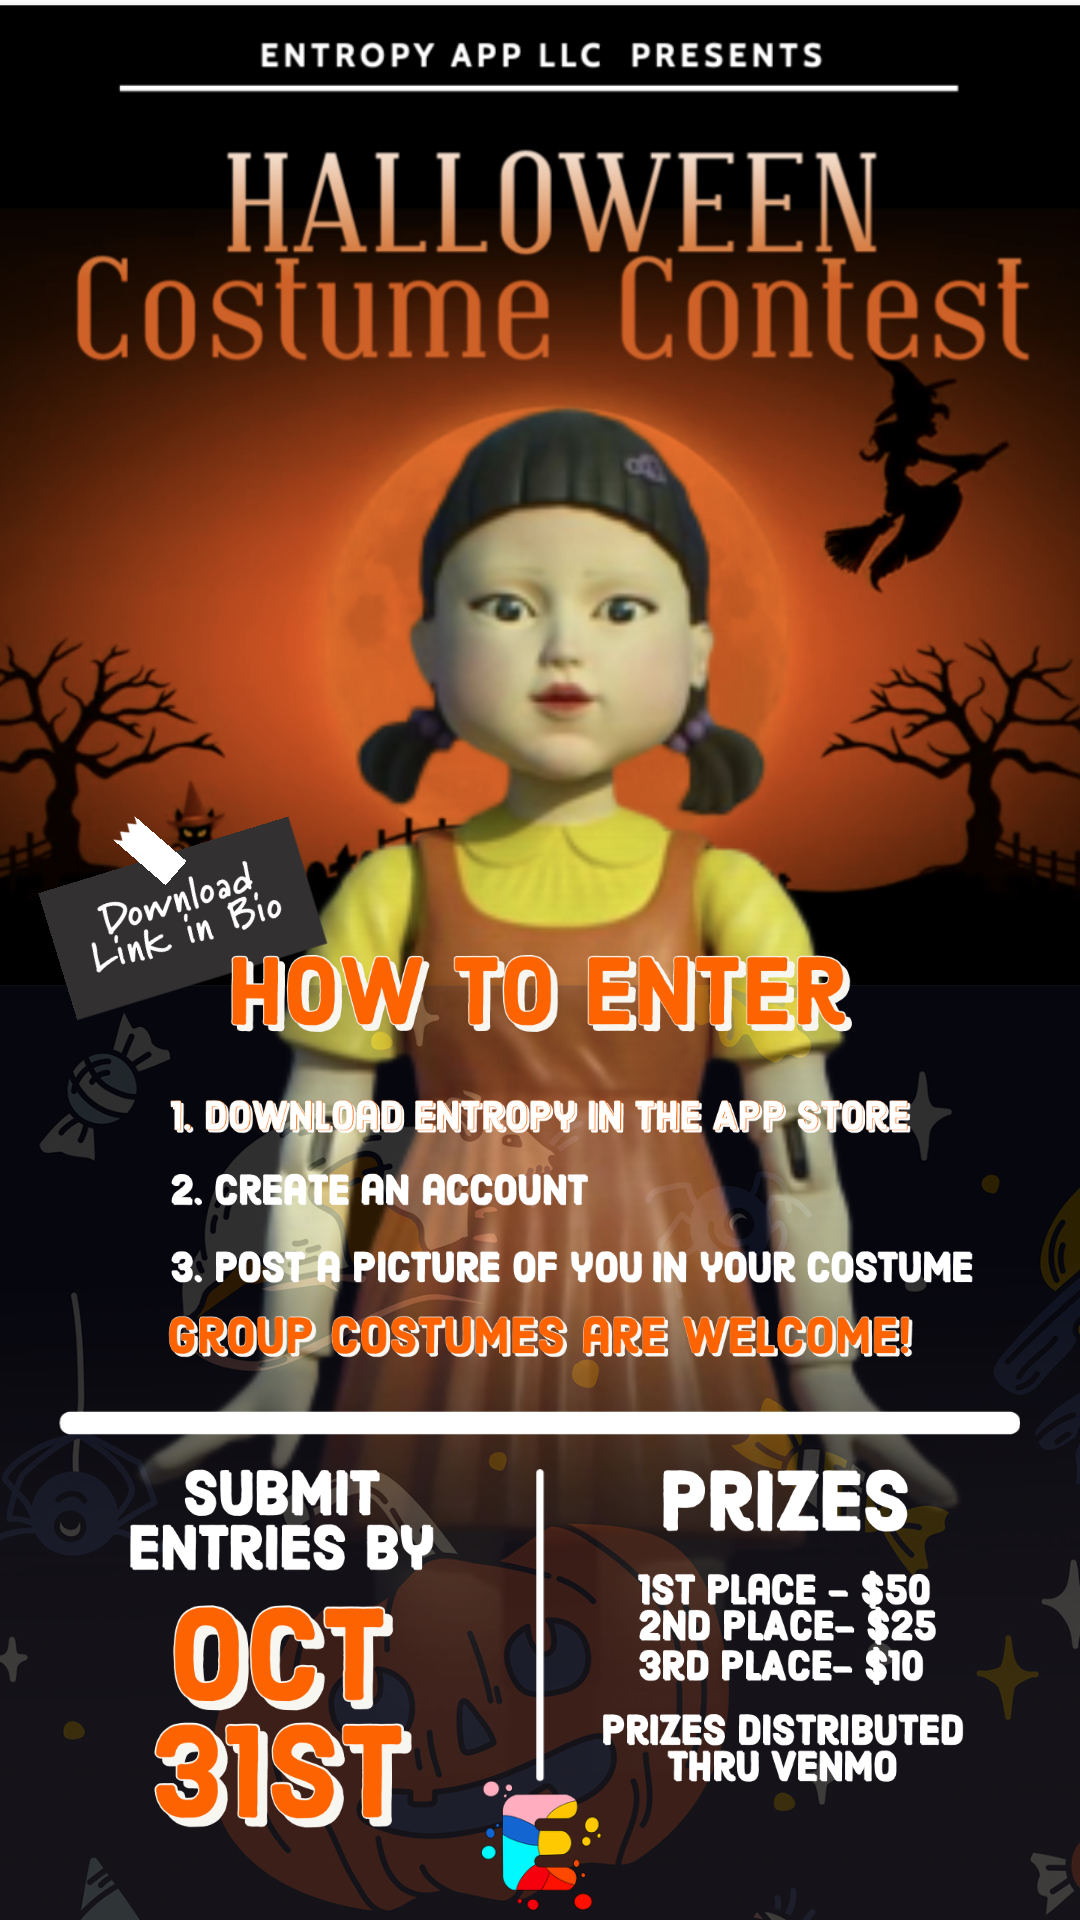 ENTROPY APP LLC PRESENTS
HALLOWEEN
Costume Contest
Download
Link in Bio
HOW TO ENTER
1. DOWNLOAD ENTROPY IN THE APP STORE
2. CREATE AN ACCOUNT
3. POST A PICTURE OF YOU IN YOUR COSTUME
GROUP COSTUMES ARE WELCOME!
SUBMIT
ENTRIES BY
OCT
31ST
PRIZES
1ST PLACE - $50
2ND PLACE- $25
3RD PLACE- $10
PRIZES DISTRIBUTED
THRU VENMO
E